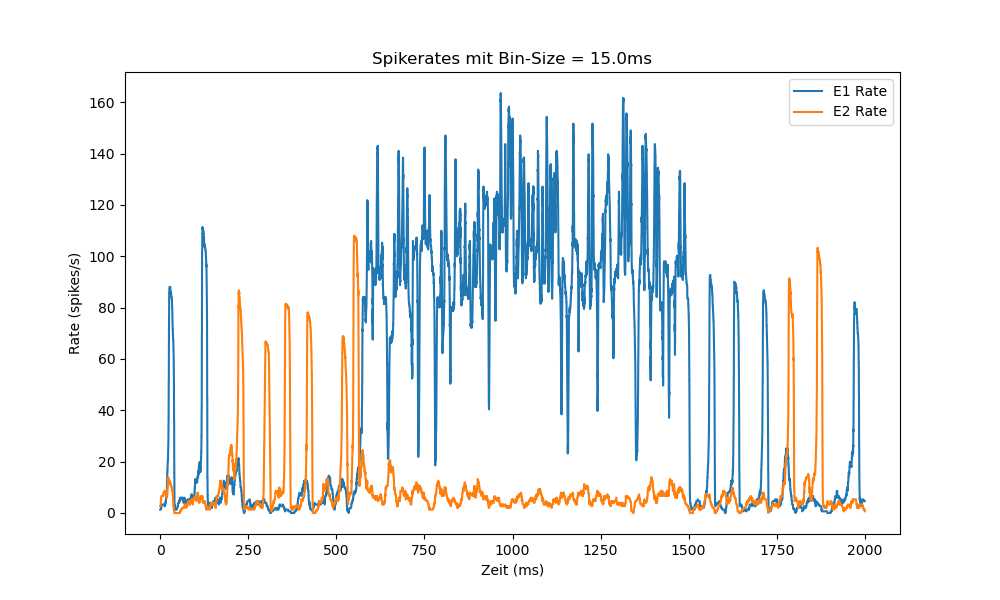 Spikerates mit Bin-Size = 15.0ms
E1 Rate
E2 Rate
160
140
120
100
80
60
40
20
0
Rate (spikes/s)
0 250 500 750 1000 1250 1500 1750 2000
Zeit (ms)